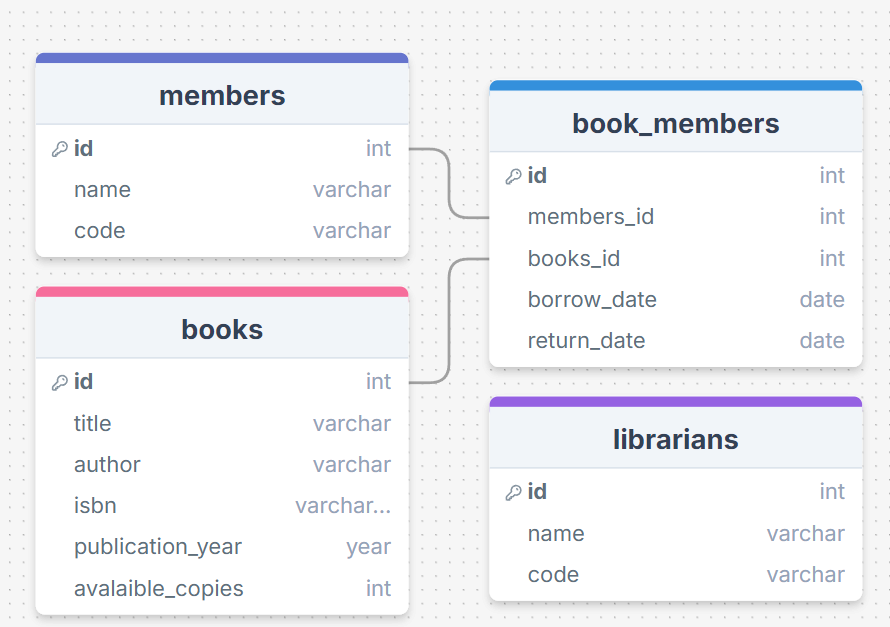 members
id int
name varchar
code varchar
books
id int
title varchar
author varchar
isbn varchar...
publication_year year
avalaible_copies int
book_members
id int
members_id int
books_id int
borrow_date date
return_date date
librarians
id int
name varchar
code varchar